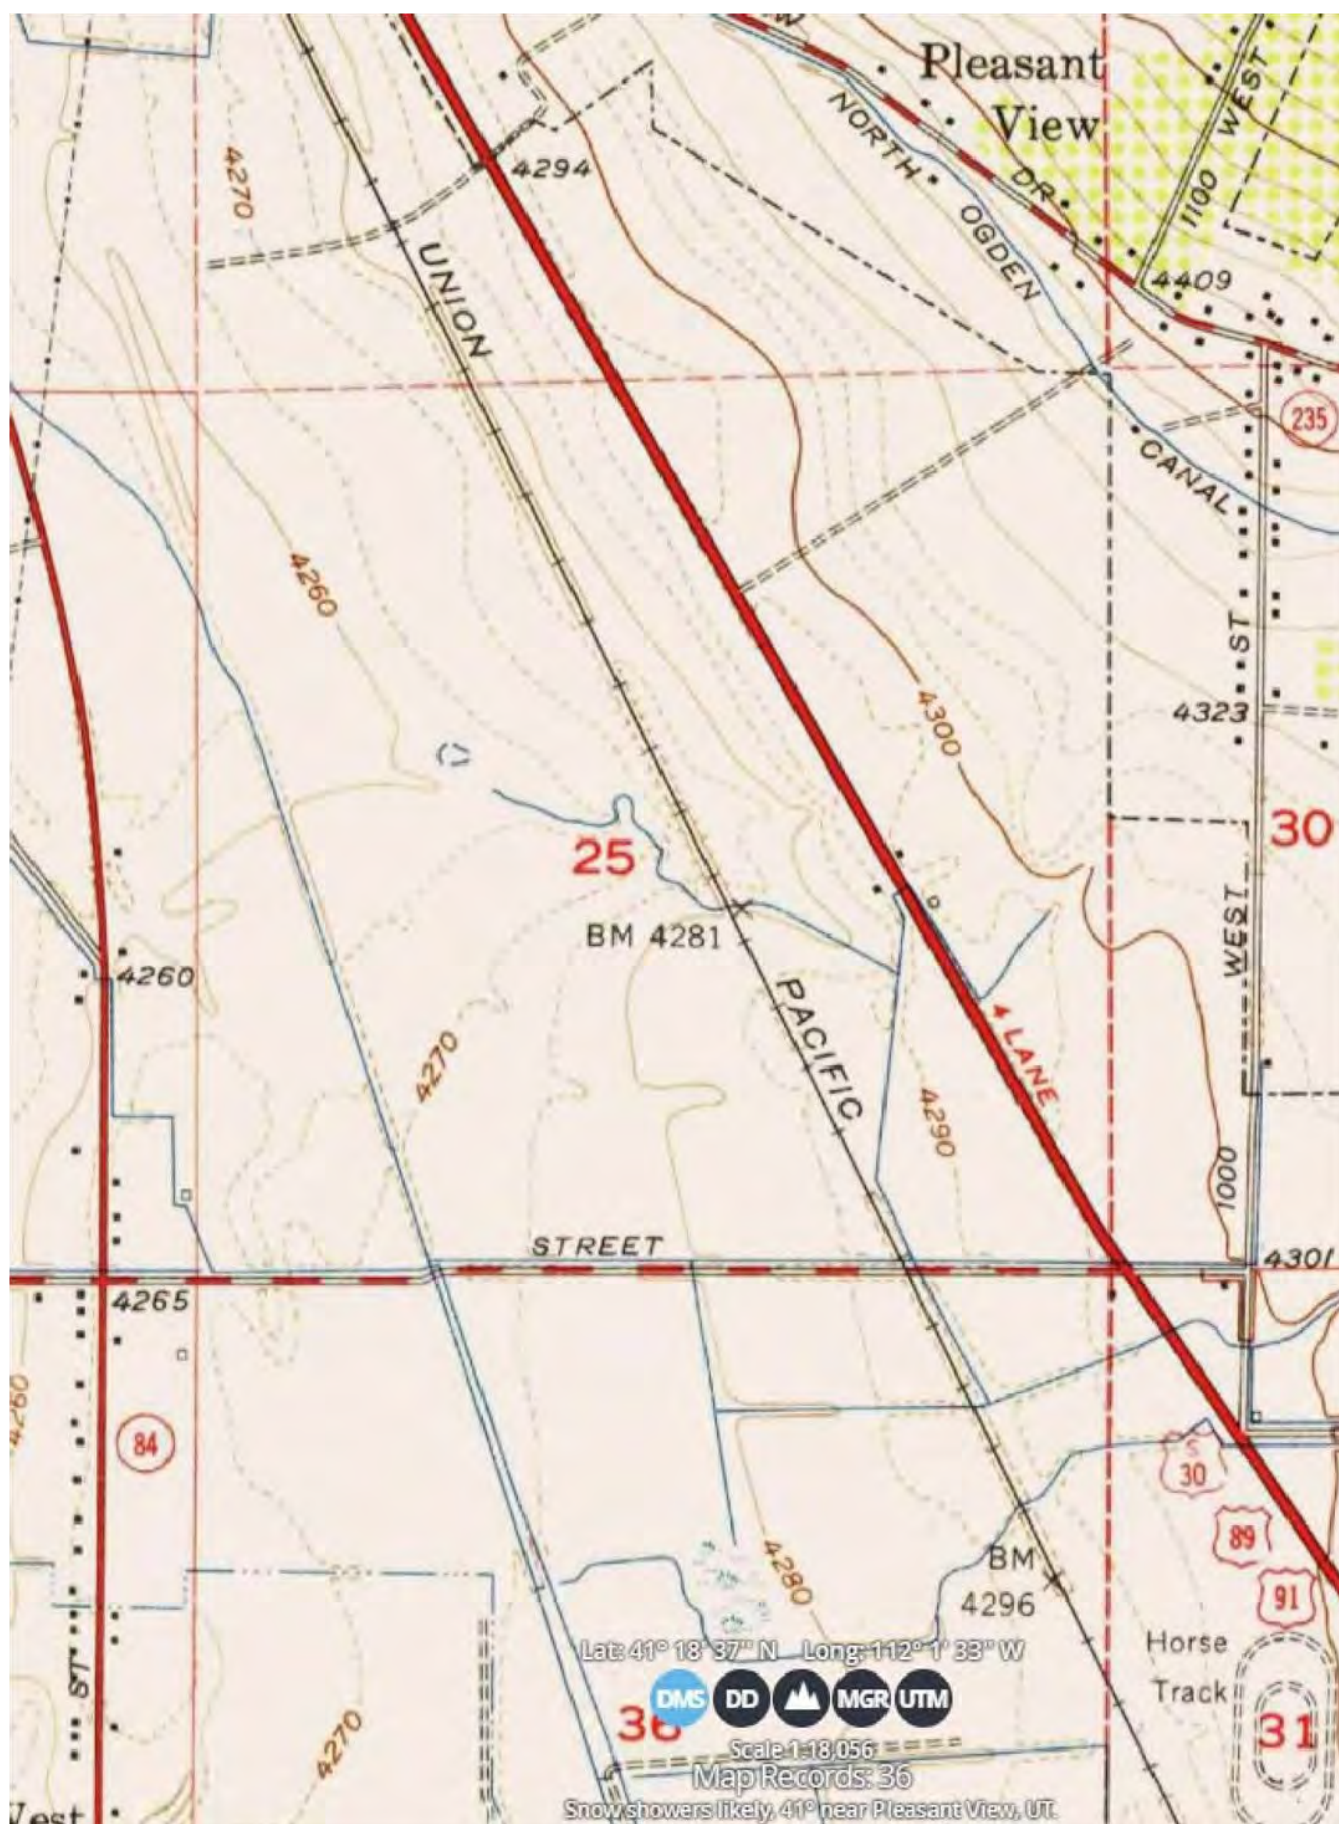 W
Pleasant
View
NORTH
OGDEN
CANAL
DR
WEST
1100
4270
4294
UNION
4409
235
4260
ST
4300
4323
25
30
BM 4281
WEST
4260
PACIFIC
4 LANE
4270
4290
1000
STREET
4301
4265
4260
84
S
30
89
91
BM
4296
4280
Horse
Track
ST
Lat: 41° 18' 37" N Long: 112° 1' 33" W
DMS DD MGR UTM
36
31
4270
Scale 1:18,056
Map Records: 36
Snow showers likely, 41° near Pleasant View, UT.